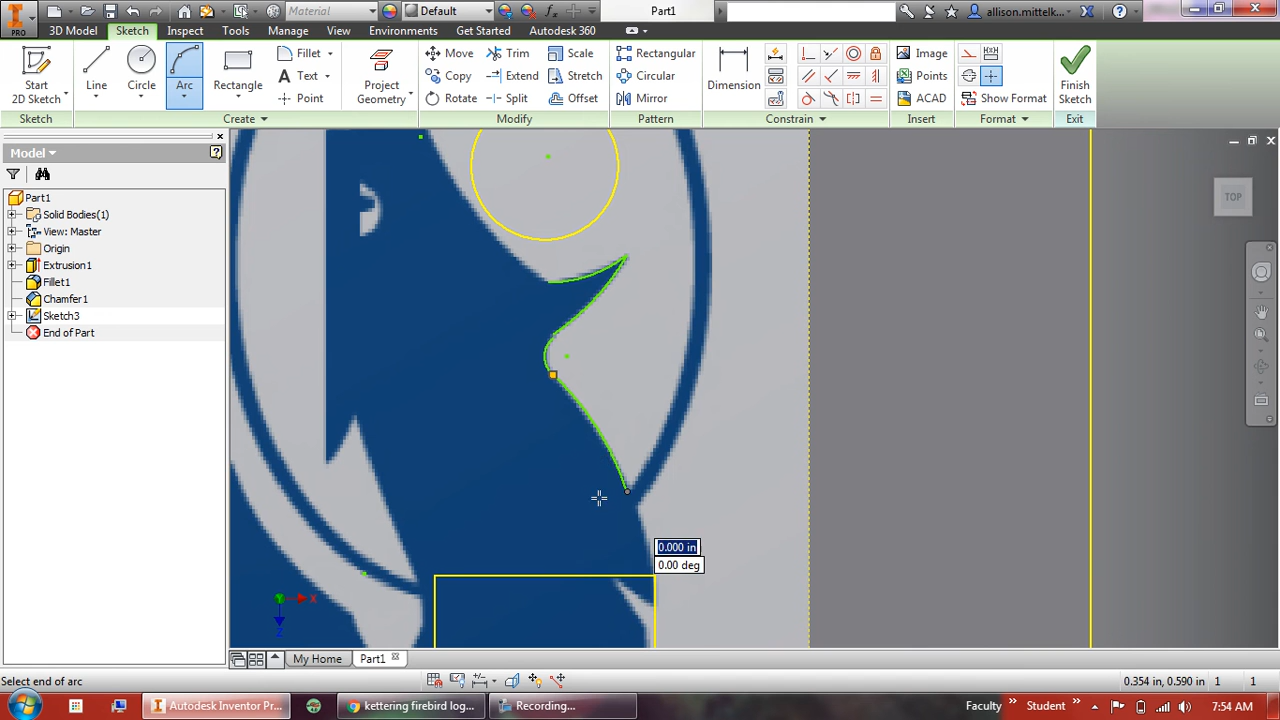 Material
Default
Part1
allison.mittelk...
PRO
3D Model
Sketch
Inspect
Tools
Manage
View
Environments
Get Started
Autodesk 360
Start
2D Sketch
Line
Circle
Arc
Rectangle
Fillet
Text
Point
Project
Geometry
Move
Copy
Rotate
Trim
Extend
Split
Scale
Stretch
Offset
Rectangular
Circular
Mirror
Dimension
Image
Points
ACAD
Show Format
Finish
Sketch
Sketch
Create
Modify
Pattern
Constrain
Insert
Format
Exit
Model
Part1
Solid Bodies(1)
View: Master
Origin
Extrusion1
Fillet1
Chamfer1
Sketch3
End of Part
TOP
0.000 in
0.00 deg
X
Z
My Home
Part1
Select end of arc
0.354 in, 0.590 in
1
1
Autodesk Inventor Pr...
kettering firebird log...
Recording...
Faculty
Student
7:54 AM